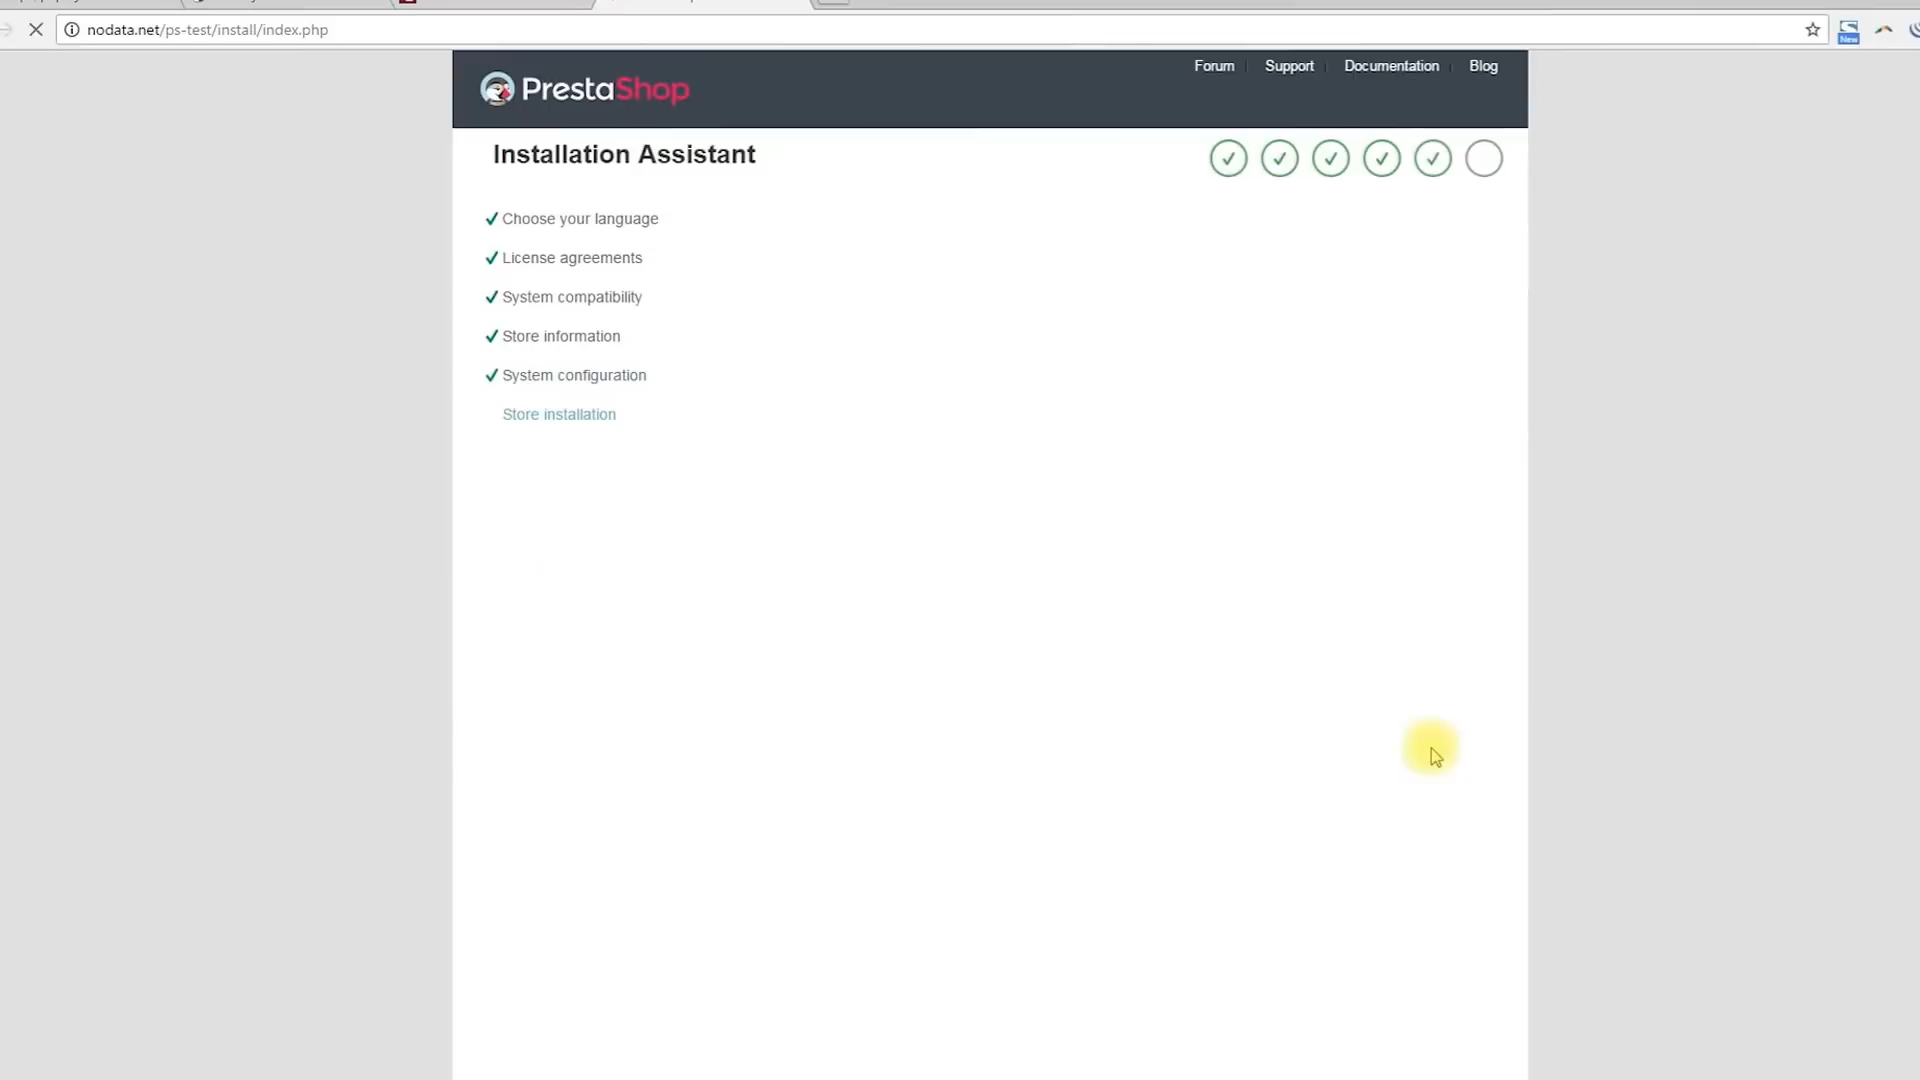 nodata.net/ps-test/install/index.php
New
Forum Support Documentation Blog
PrestaShop
Installation Assistant
Choose your language
License agreements
System compatibility
Store information
System configuration
Store installation